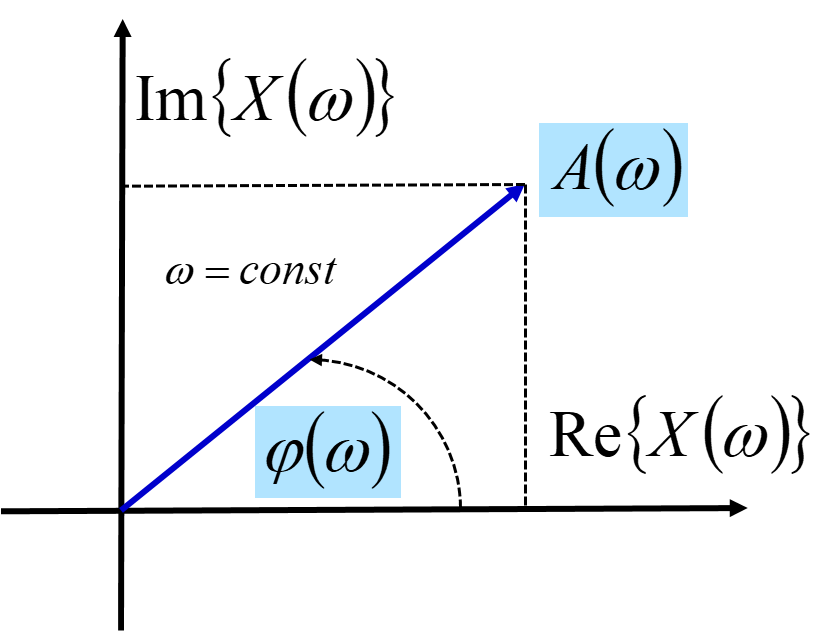 Im{X(ω)}
A(ω)
ω = const
Re{X(ω)}
φ(ω)